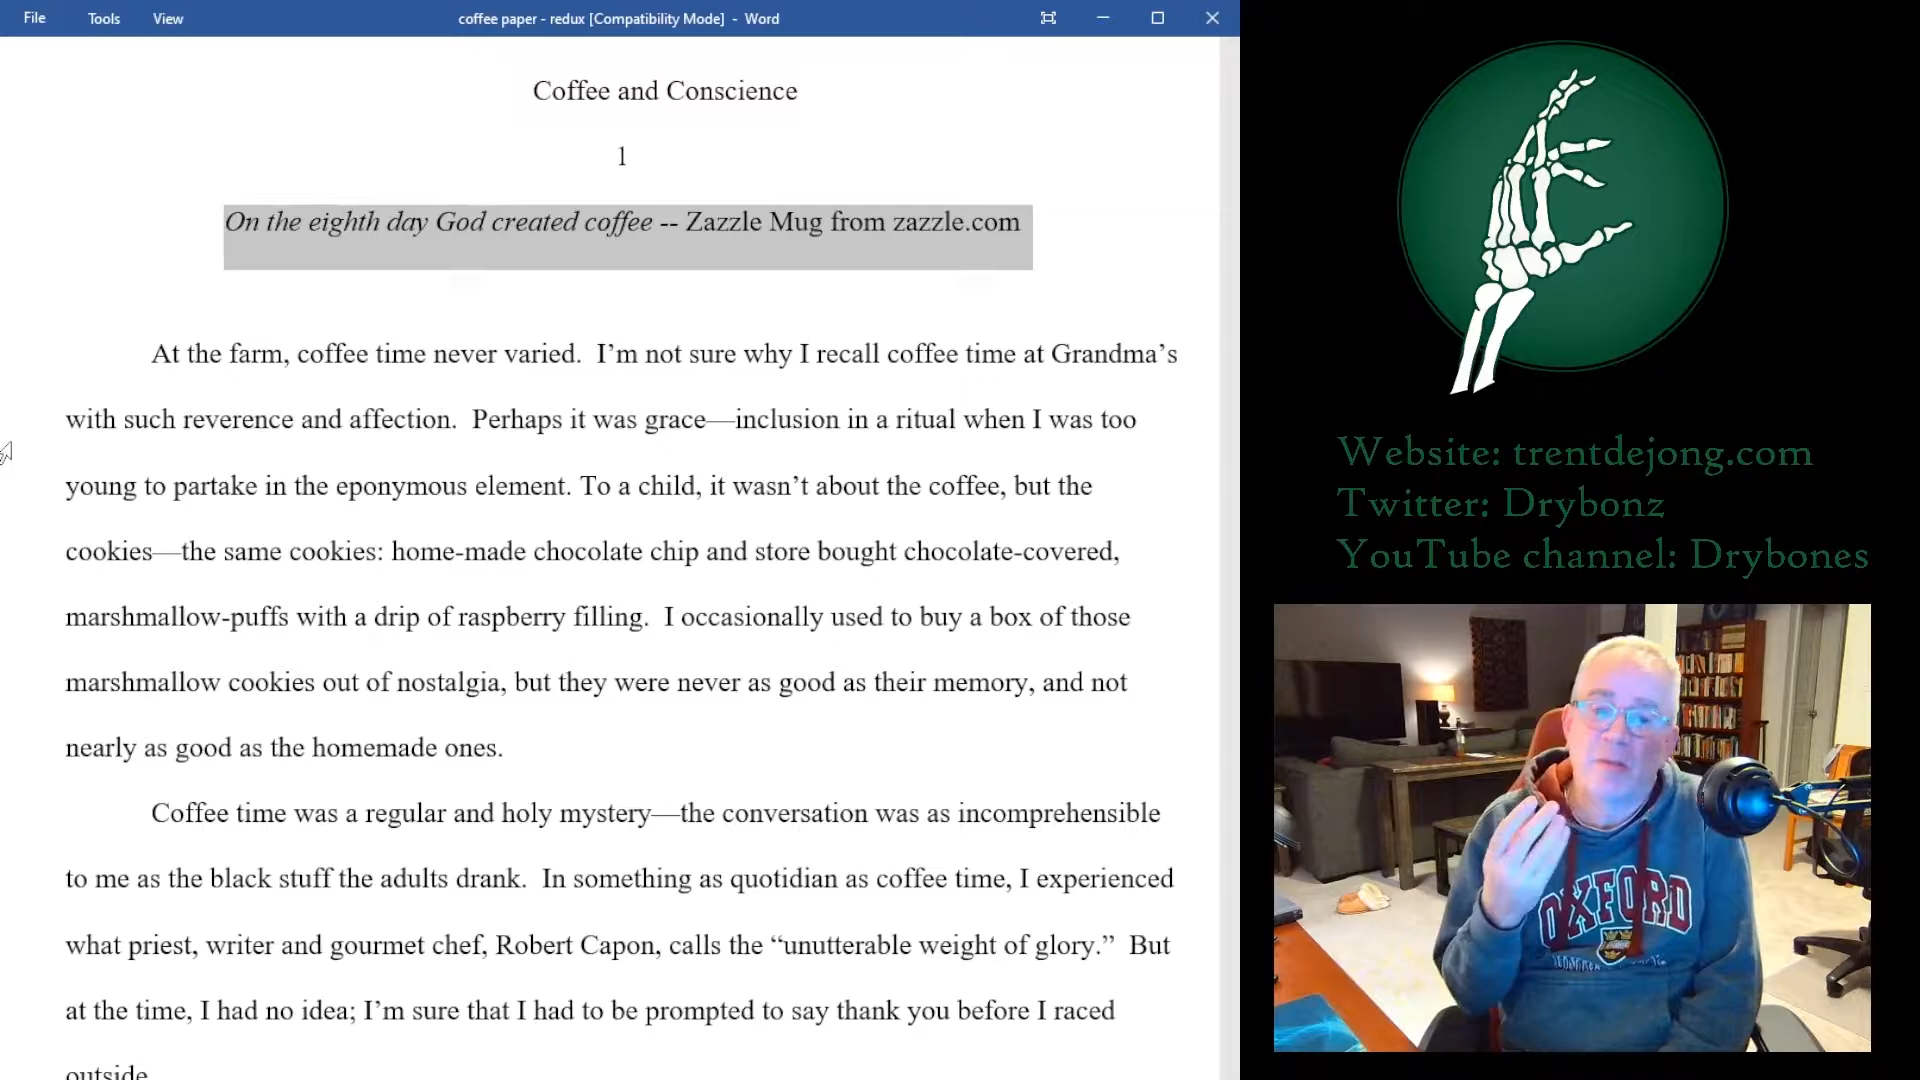 File Tools View coffee paper - redux [Compatibility Mode] - Word
Coffee and Conscience
1
On the eighth day God created coffee -- Zazzle Mug from zazzle.com
At the farm, coffee time never varied.  I’m not sure why I recall coffee time at Grandma’s
with such reverence and affection.  Perhaps it was grace—inclusion in a ritual when I was too
young to partake in the eponymous element. To a child, it wasn’t about the coffee, but the
cookies—the same cookies: home-made chocolate chip and store bought chocolate-covered,
marshmallow-puffs with a drip of raspberry filling.  I occasionally used to buy a box of those
marshmallow cookies out of nostalgia, but they were never as good as their memory, and not
nearly as good as the homemade ones.
Coffee time was a regular and holy mystery—the conversation was as incomprehensible
to me as the black stuff the adults drank.  In something as quotidian as coffee time, I experienced
what priest, writer and gourmet chef, Robert Capon, calls the “unutterable weight of glory.”  But
at the time, I had no idea; I’m sure that I had to be prompted to say thank you before I raced
outside.
Website: trentdejong.com
Twitter: Drybonz
YouTube channel: Drybones
OXFORD